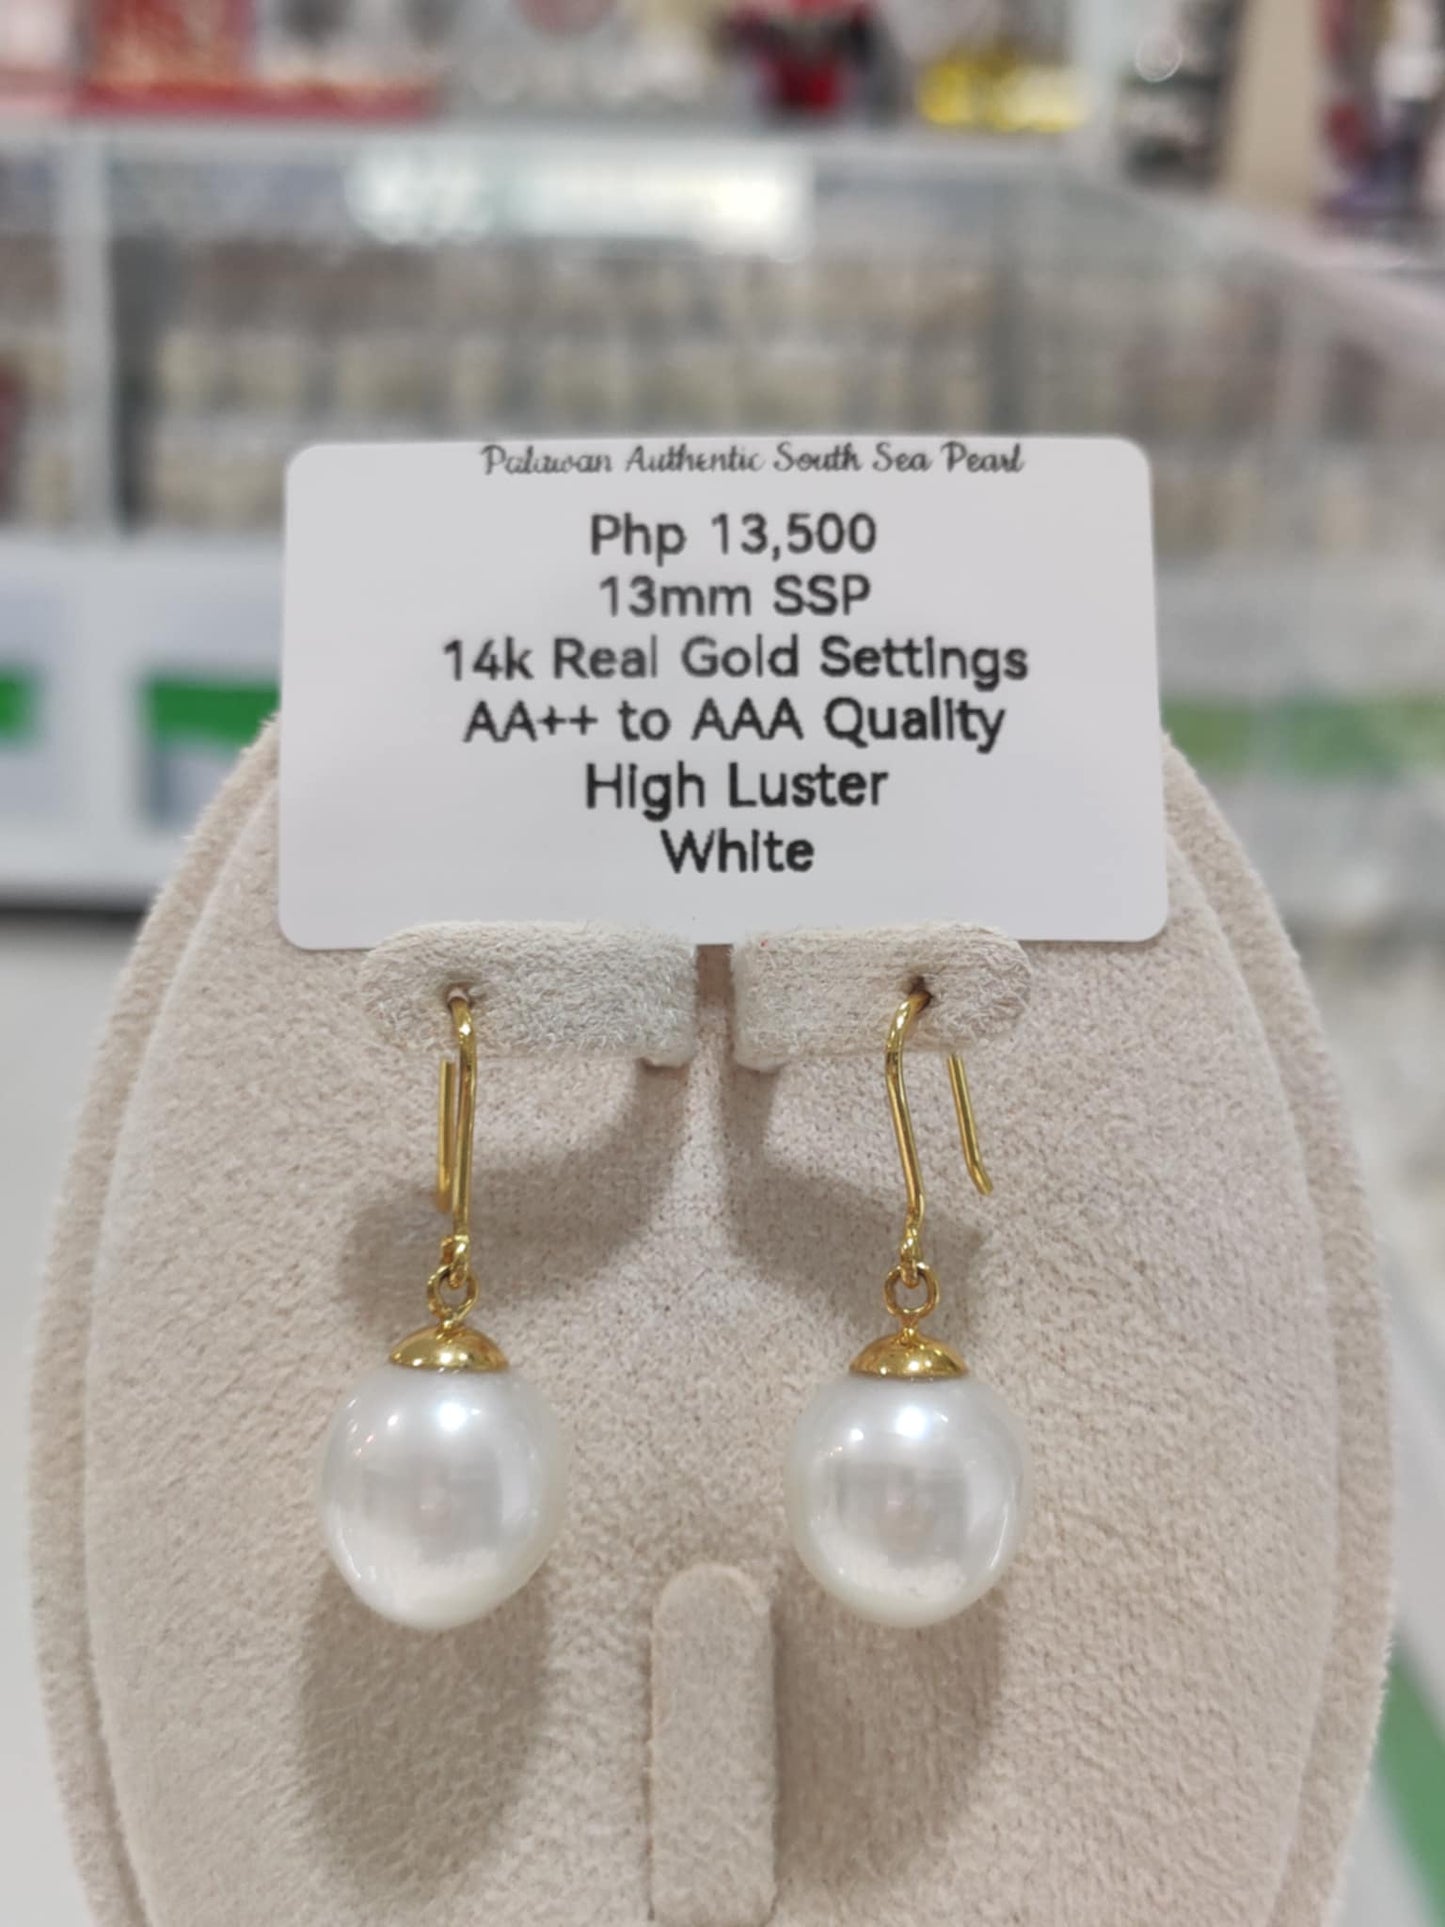 Palawan Authentic South Sea Pearl
Php 13,500
13mm SSP
14k Real Gold Settings
AA++ to AAA Quality
High Luster
White